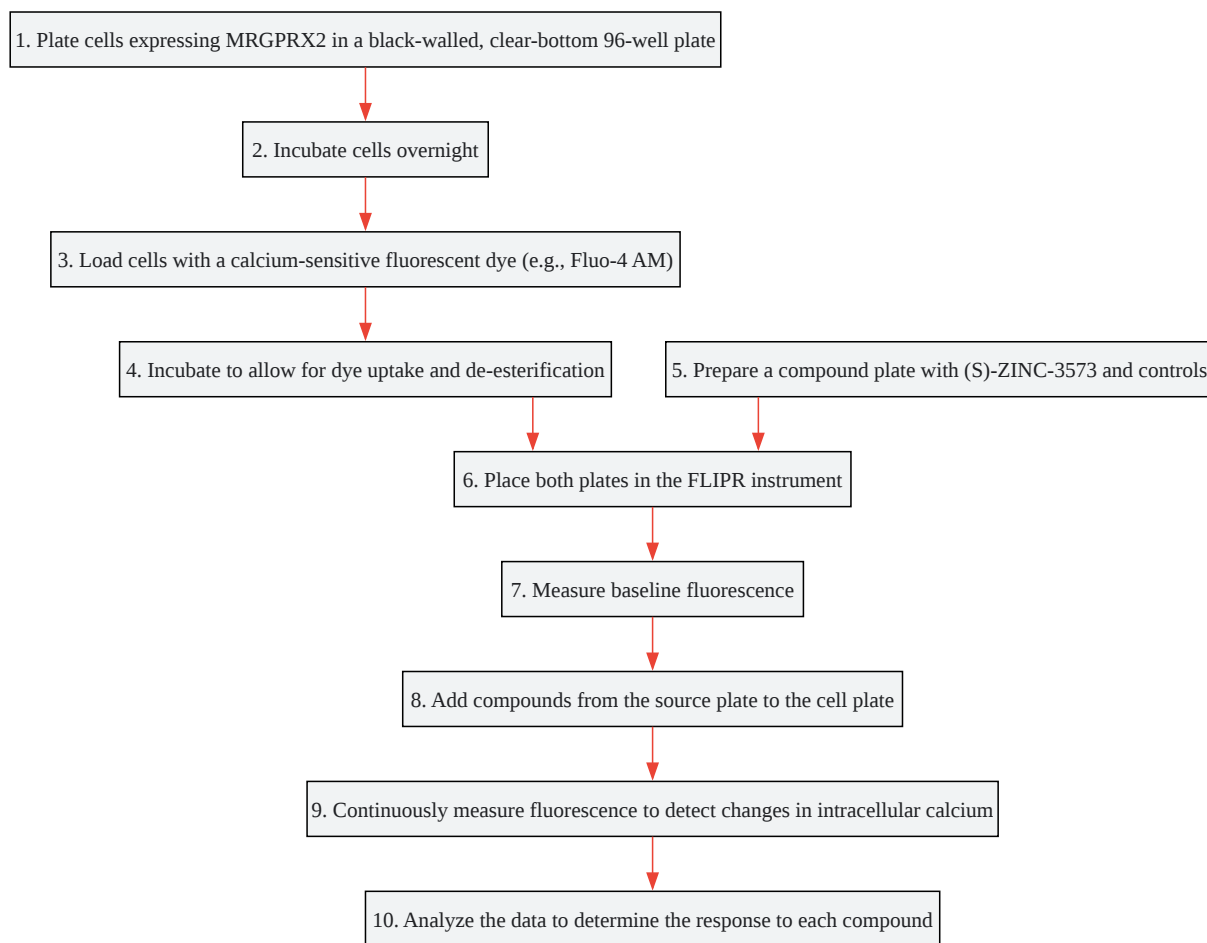 1. Plate cells expressing MRGPRX2 in a black-walled, clear-bottom 96-well plate
2. Incubate cells overnight
3. Load cells with a calcium-sensitive fluorescent dye (e.g., Fluo-4 AM)
4. Incubate to allow for dye uptake and de-esterification
5. Prepare a compound plate with (S)-ZINC-3573 and controls
6. Place both plates in the FLIPR instrument
7. Measure baseline fluorescence
8. Add compounds from the source plate to the cell plate
9. Continuously measure fluorescence to detect changes in intracellular calcium
10. Analyze the data to determine the response to each compound